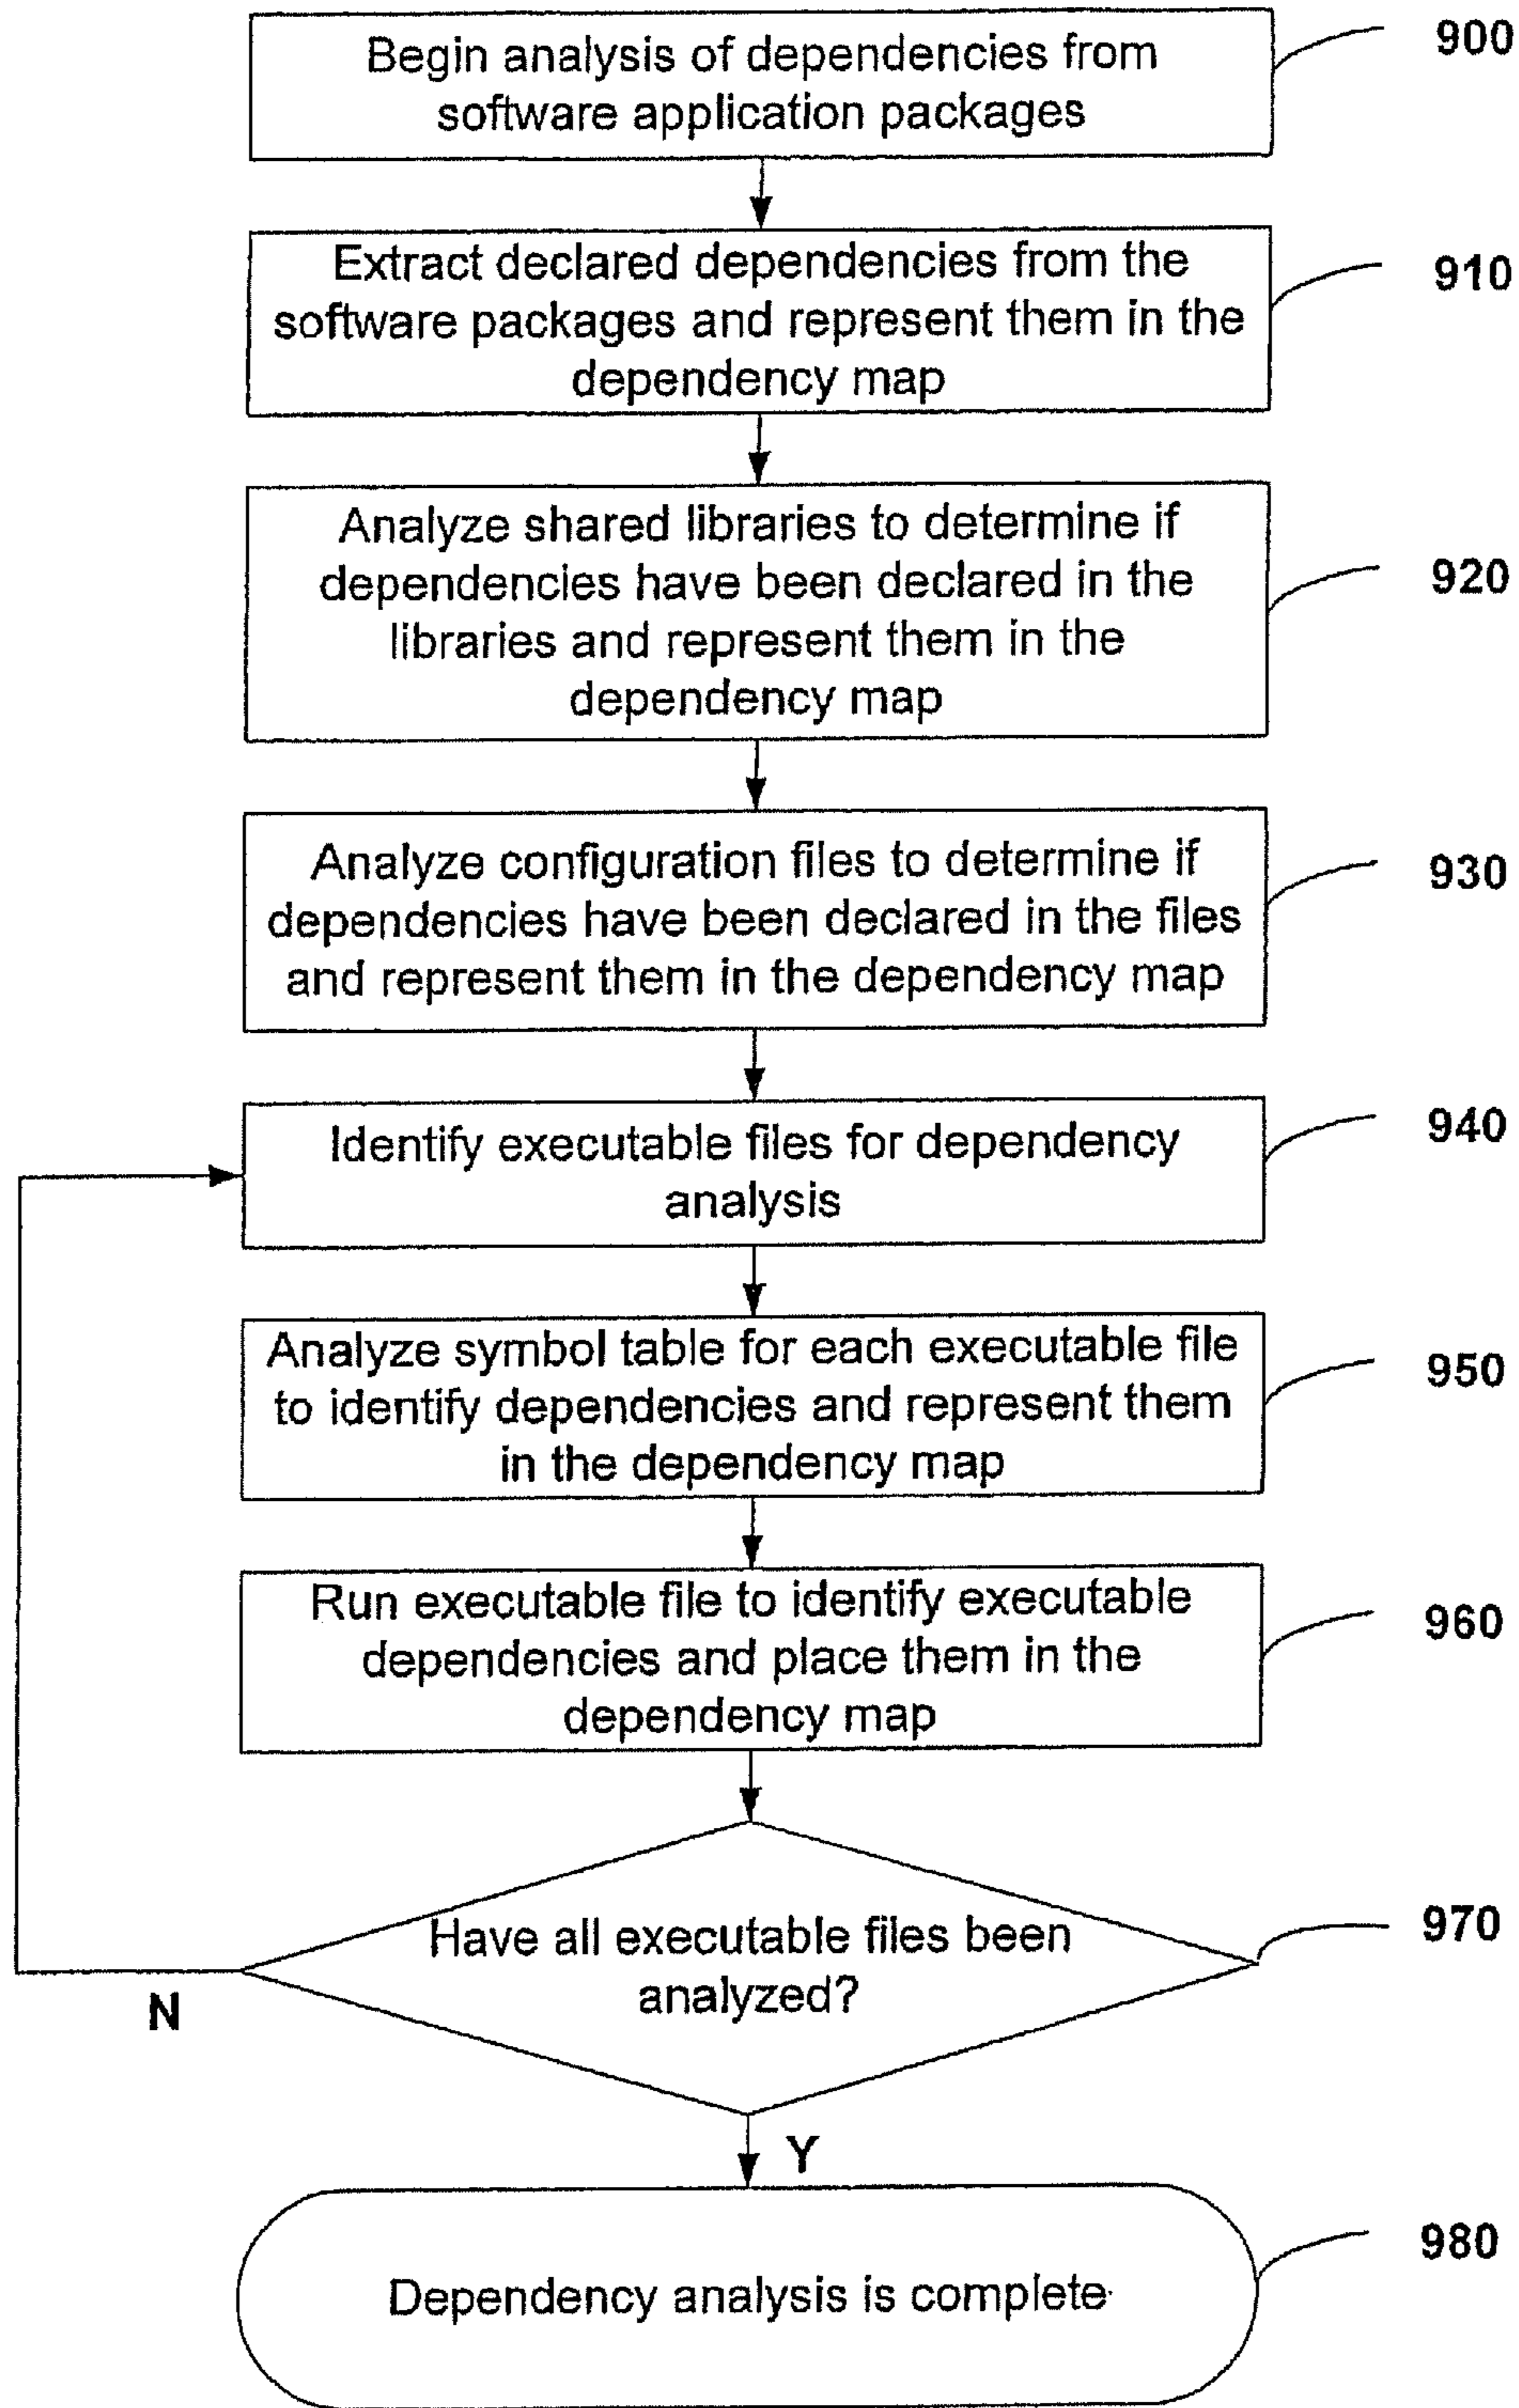 Begin analysis of dependencies from
software application packages
900
Extract declared dependencies from the
software packages and represent them in the
dependency map
910
Analyze shared libraries to determine if
dependencies have been declared in the
libraries and represent them in the
dependency map
920
Analyze configuration files to determine if
dependencies have been declared in the files
and represent them in the dependency map
930
Identify executable files for dependency
analysis
940
Analyze symbol table for each executable file
to identify dependencies and represent them
in the dependency map
950
Run executable file to identify executable
dependencies and place them in the
dependency map
960
Have all executable files been
analyzed?
970
N
Y
Dependency analysis is complete
980